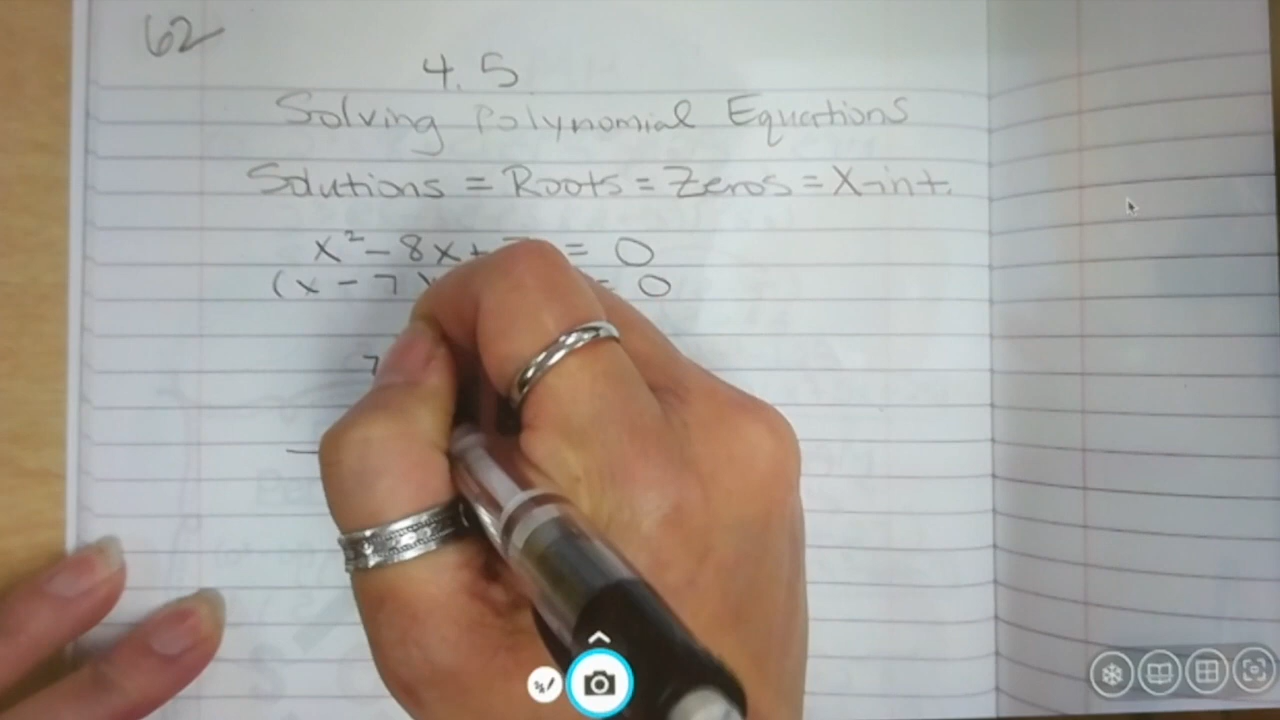 62
4.5
Solving Polynomial Equations
Solutions = Roots = Zeros = X-int.
x² - 8x + = 0
(x - 7) = 0
7